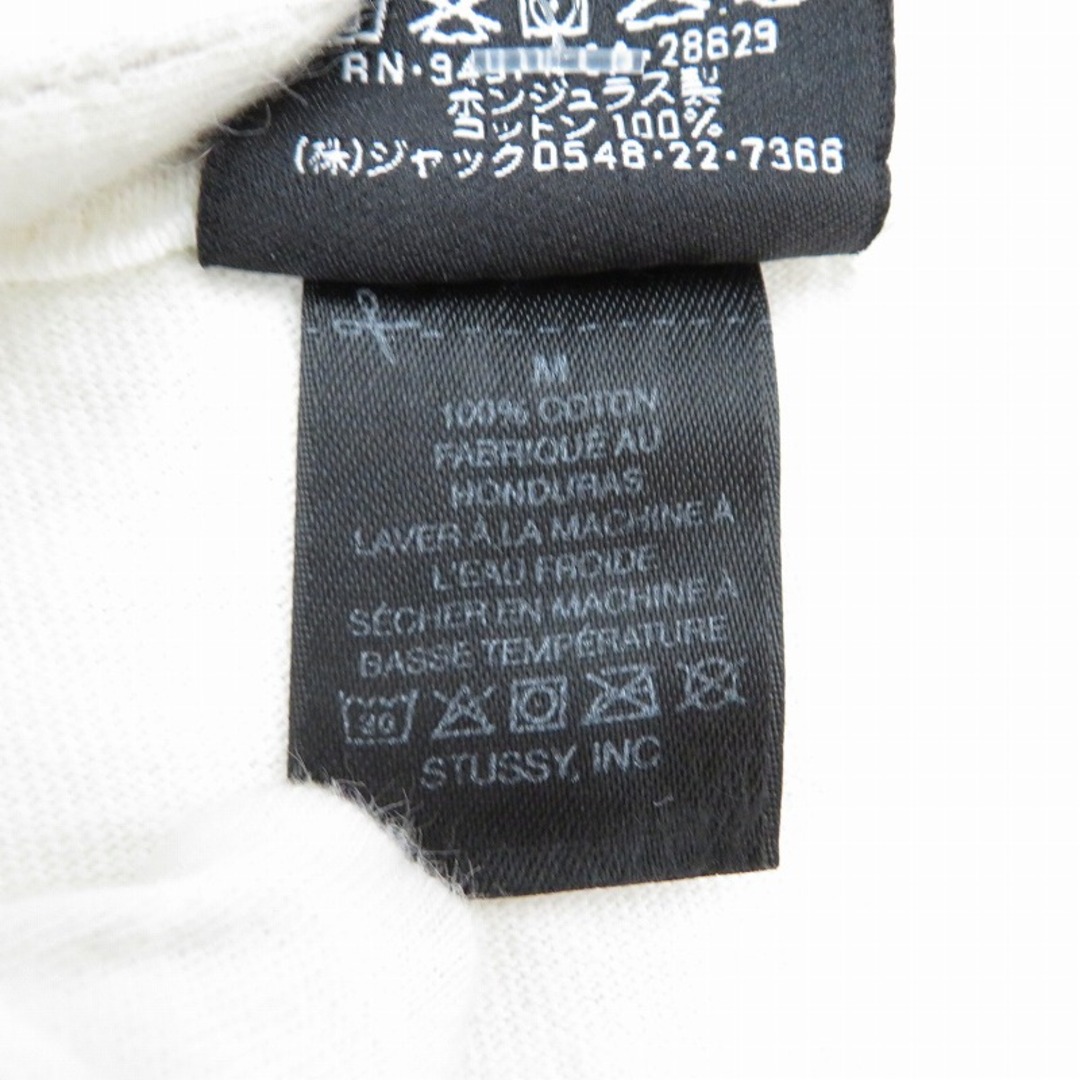 RN·94 CA·28629
ホンジュラス製
コットン 100%
(株)ジャック0548·22·7366
M
100% COTON
FABRIQUÉ AU
HONDURAS
LAVER À LA MACHINE À
L'EAU FROIDE
SÉCHER EN MACHINE À
BASSE TEMPÉRATURE
30
STUSSY, INC